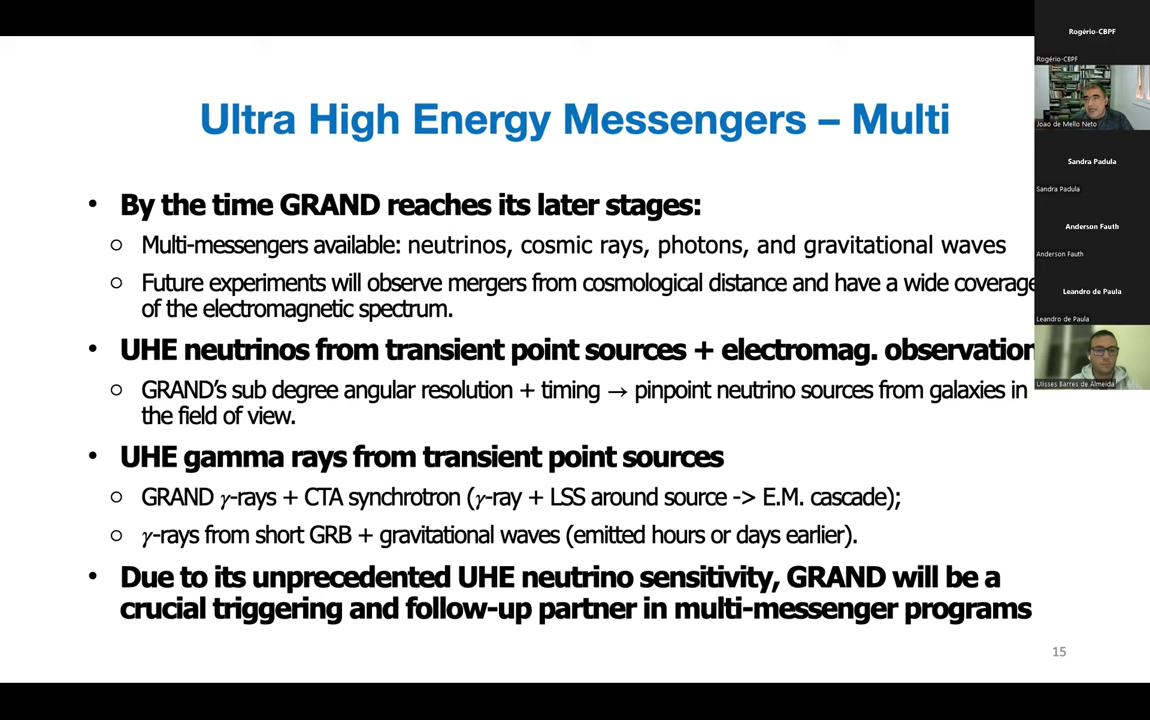 Ultra High Energy Messengers – Multi
• By the time GRAND reaches its later stages:
○ Multi-messengers available: neutrinos, cosmic rays, photons, and gravitational waves
○ Future experiments will observe mergers from cosmological distance and have a wide coverage
of the electromagnetic spectrum.
• UHE neutrinos from transient point sources + electromag. observation
○ GRAND's sub degree angular resolution + timing → pinpoint neutrino sources from galaxies in
the field of view.
• UHE gamma rays from transient point sources
○ GRAND γ-rays + CTA synchrotron (γ-ray + LSS around source -> E.M. cascade);
○ γ-rays from short GRB + gravitational waves (emitted hours or days earlier).
• Due to its unprecedented UHE neutrino sensitivity, GRAND will be a
crucial triggering and follow-up partner in multi-messenger programs
15
Rogério-CBPF
Rogério-CBPF
Joao de Mello Neto
Sandra Padula
Sandra Padula
Anderson Fauth
Anderson Fauth
Leandro de Paula
Leandro de Paula
Ulisses Barres de Almeida